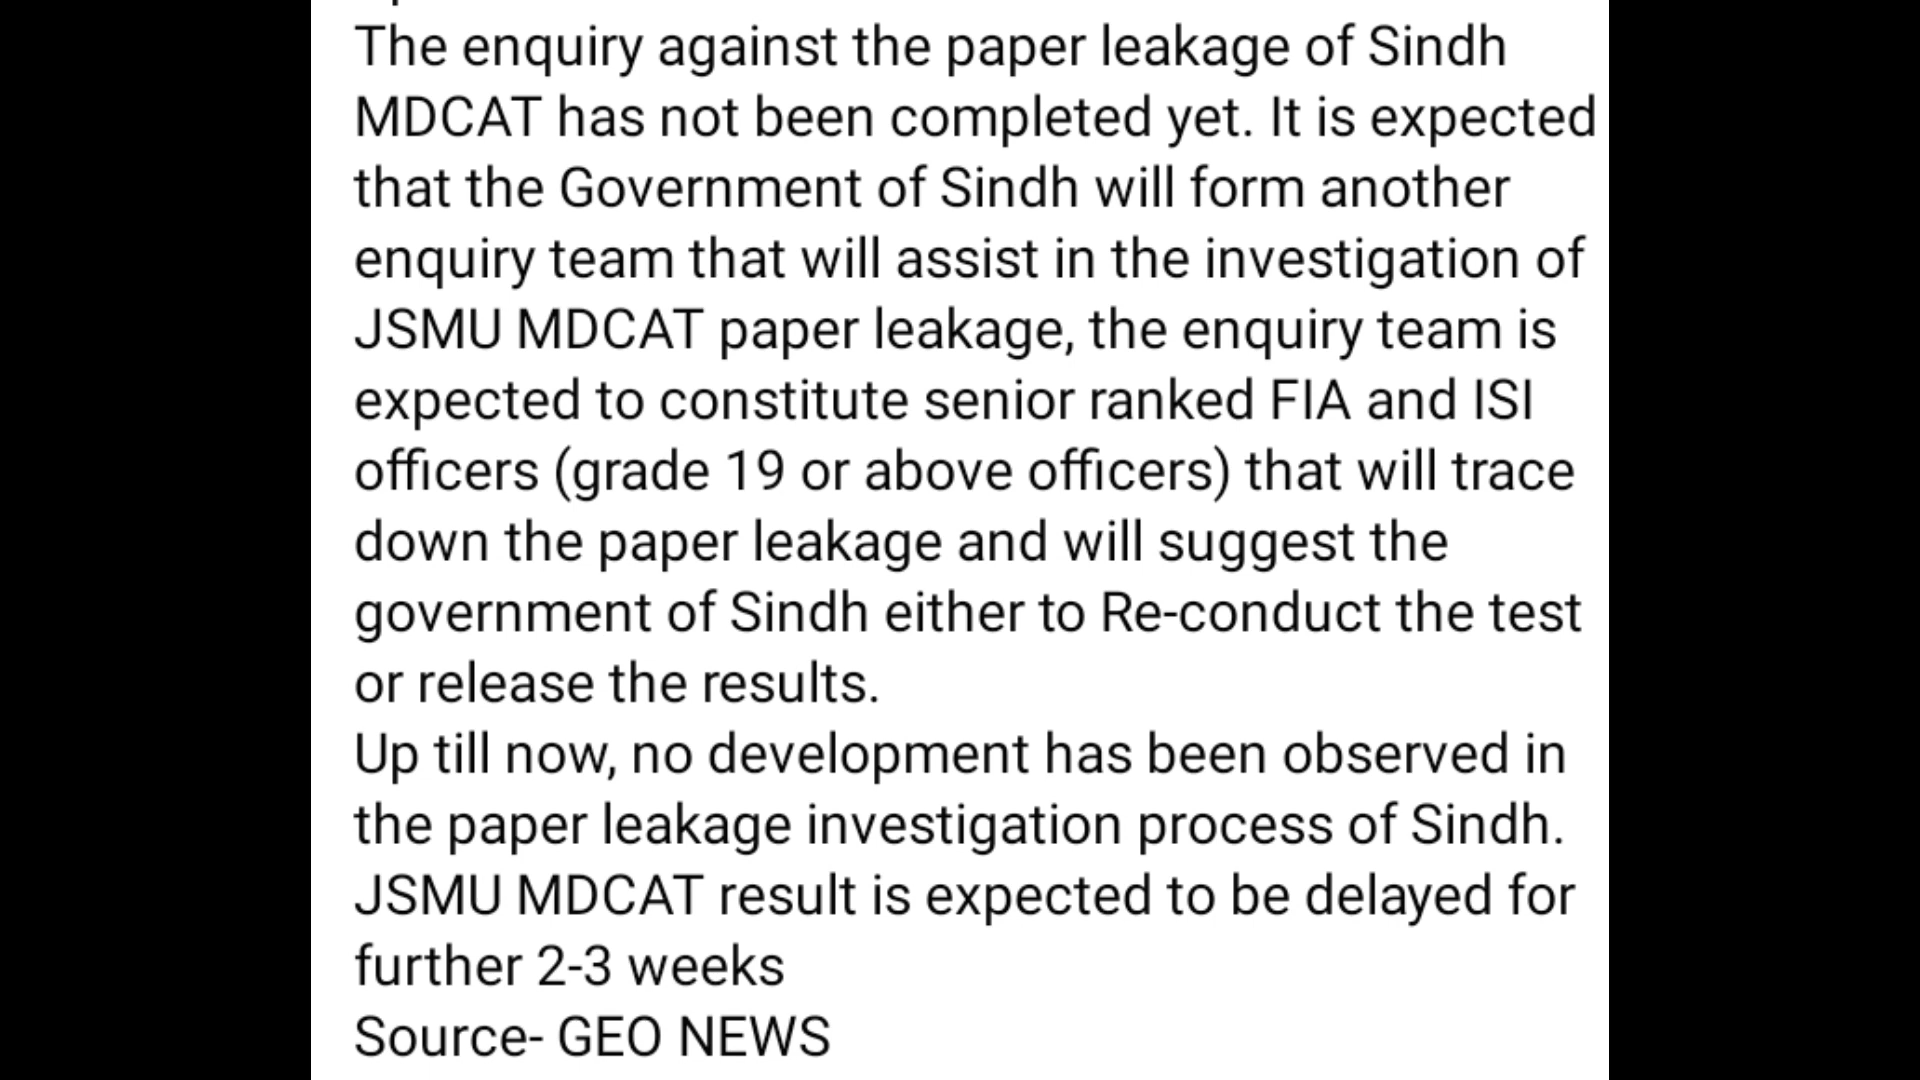 The enquiry against the paper leakage of Sindh
MDCAT has not been completed yet. It is expected
that the Government of Sindh will form another
enquiry team that will assist in the investigation of
JSMU MDCAT paper leakage, the enquiry team is
expected to constitute senior ranked FIA and ISI
officers (grade 19 or above officers) that will trace
down the paper leakage and will suggest the
government of Sindh either to Re-conduct the test
or release the results.
Up till now, no development has been observed in
the paper leakage investigation process of Sindh.
JSMU MDCAT result is expected to be delayed for
further 2-3 weeks
Source- GEO NEWS